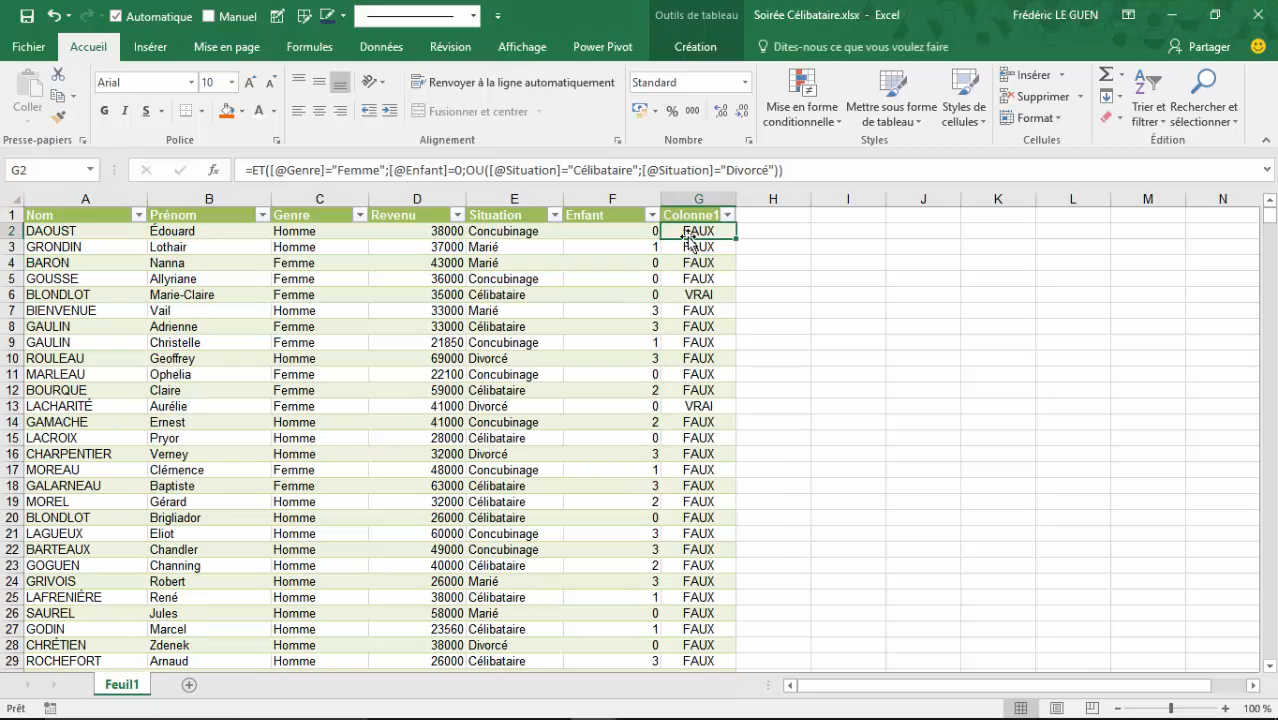 Automatique Manuel Outils de tableau Soirée Célibataire.xlsx - Excel Frédéric LE GUEN
Fichier Accueil Insérer Mise en page Formules Données Révision Affichage Power Pivot Création Dites-nous ce que vous voulez faire Partager
Coller Arial 10 Renvoyer à la ligne automatiquement Standard Insérer Σ
G I S A Fusionner et centrer % 000 Mise en forme conditionnelle Mettre sous forme de tableau Styles de cellules Supprimer Format Trier et filtrer Rechercher et sélectionner
Presse-papiers Police Alignement Nombre Styles Cellules Édition
G2 fx =ET([@Genre]="Femme";[@Enfant]=0;OU([@Situation]="Célibataire";[@Situation]="Divorcé"))
A B C D E F G H I J K L M N
1 Nom Prénom Genre Revenu Situation Enfant Colonne1
2 DAOUST Édouard Homme 38000 Concubinage 0 FAUX
3 GRONDIN Lothair Homme 37000 Marié 1 FAUX
4 BARON Nanna Femme 43000 Marié 0 FAUX
5 GOUSSE Allyriane Femme 36000 Concubinage 0 FAUX
6 BLONDLOT Marie-Claire Femme 35000 Célibataire 0 VRAI
7 BIENVENUE Vail Homme 33000 Marié 3 FAUX
8 GAULIN Adrienne Femme 33000 Célibataire 3 FAUX
9 GAULIN Christelle Femme 21850 Concubinage 1 FAUX
10 ROULEAU Geoffrey Homme 69000 Divorcé 3 FAUX
11 MARLEAU Ophelia Femme 22100 Concubinage 0 FAUX
12 BOURQUE Claire Femme 59000 Célibataire 2 FAUX
13 LACHARITÉ Aurélie Femme 41000 Divorcé 0 VRAI
14 GAMACHE Ernest Homme 41000 Concubinage 2 FAUX
15 LACROIX Pryor Homme 28000 Célibataire 0 FAUX
16 CHARPENTIER Verney Homme 32000 Divorcé 3 FAUX
17 MOREAU Clémence Femme 48000 Concubinage 1 FAUX
18 GALARNEAU Baptiste Femme 63000 Célibataire 3 FAUX
19 MOREL Gérard Homme 32000 Célibataire 2 FAUX
20 BLONDLOT Brigliador Homme 26000 Célibataire 0 FAUX
21 LAGUEUX Eliot Homme 60000 Concubinage 3 FAUX
22 BARTEAUX Chandler Homme 49000 Concubinage 3 FAUX
23 GOGUEN Channing Homme 40000 Célibataire 2 FAUX
24 GRIVOIS Robert Homme 26000 Marié 3 FAUX
25 LAFRENIÈRE René Homme 38000 Célibataire 1 FAUX
26 SAUREL Jules Homme 58000 Marié 0 FAUX
27 GODIN Marcel Homme 23560 Célibataire 1 FAUX
28 CHRÉTIEN Zdenek Homme 38000 Divorcé 0 FAUX
29 ROCHEFORT Arnaud Homme 26000 Célibataire 3 FAUX
Feuil1
Prêt 100 %